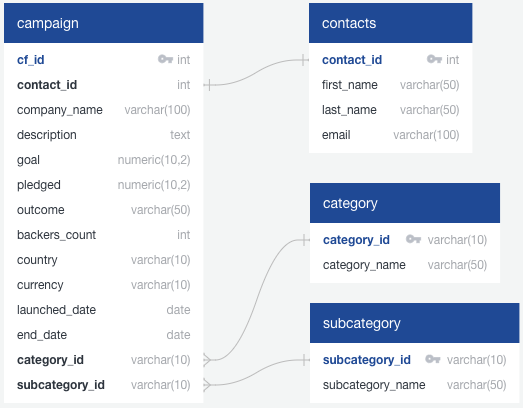 campaign
cf_id int
contact_id int
company_name varchar(100)
description text
goal numeric(10,2)
pledged numeric(10,2)
outcome varchar(50)
backers_count int
country varchar(10)
currency varchar(10)
launched_date date
end_date date
category_id varchar(10)
subcategory_id varchar(10)
contacts
contact_id int
first_name varchar(50)
last_name varchar(50)
email varchar(100)
category
category_id varchar(10)
category_name varchar(50)
subcategory
subcategory_id varchar(10)
subcategory_name varchar(50)